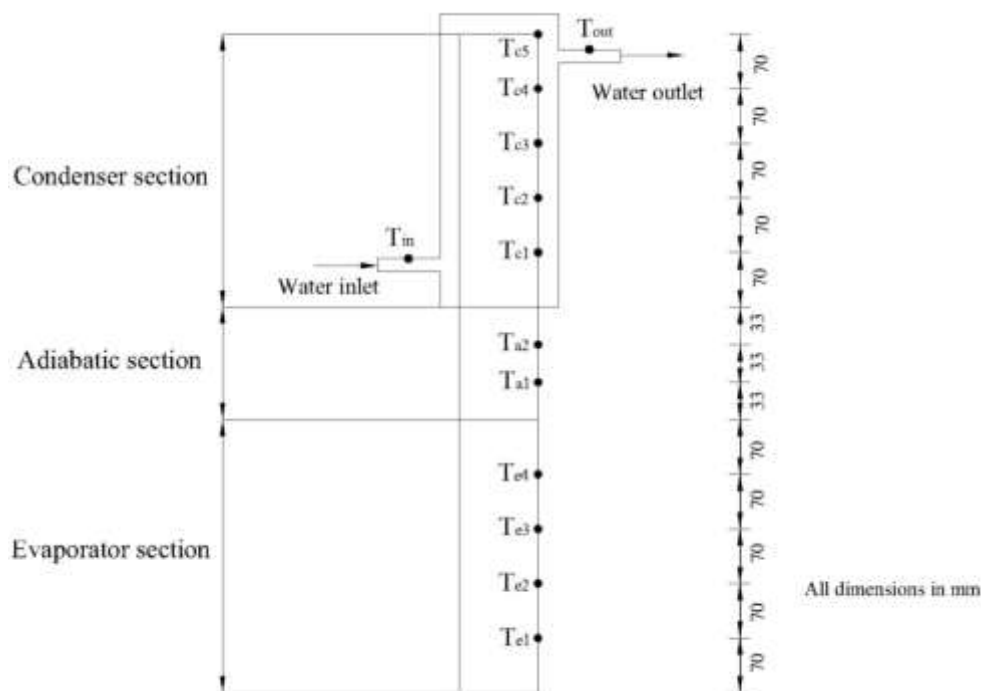 Tc5
Tout
70
Tc4
Water outlet
70
Tc3
70
Condenser section
Tc2
70
Tin
Tc1
Water inlet
70
33
Ta2
Adiabatic section
33
Ta1
33
70
Te4
70
Te3
Evaporator section
70
Te2
All dimensions in mm
70
Te1
70